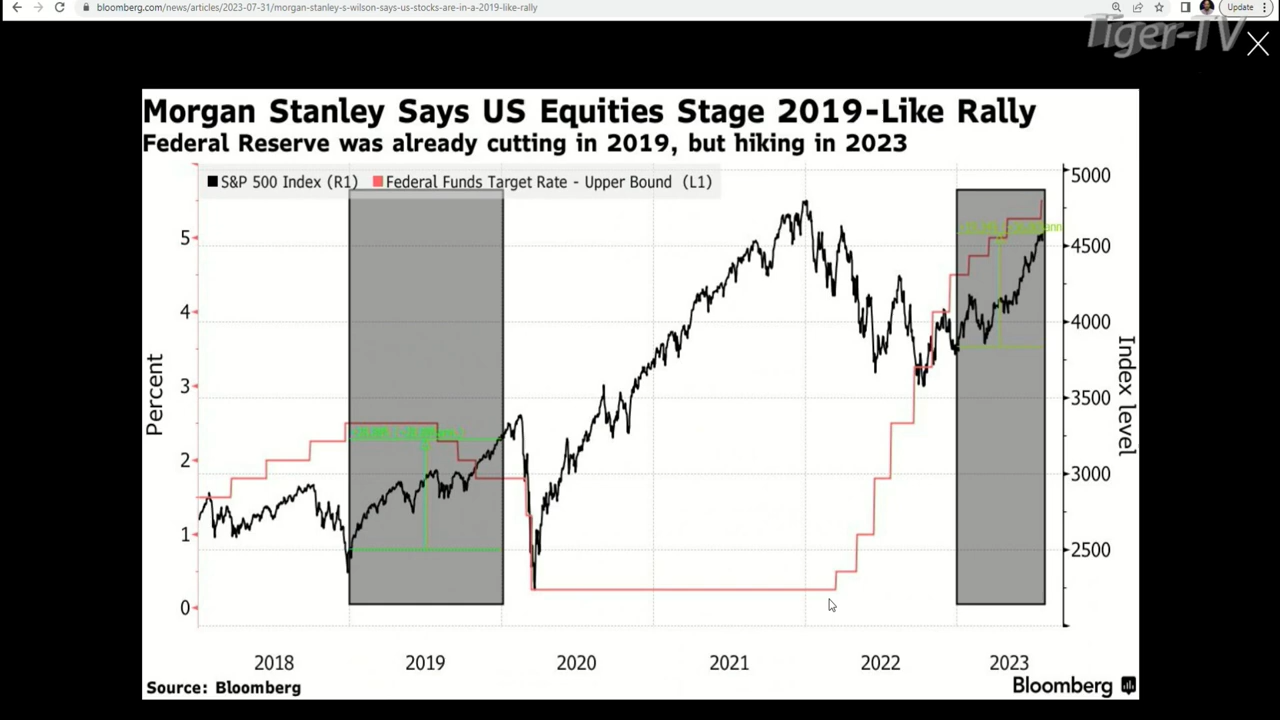 bloomberg.com/news/articles/2023-07-31/morgan-stanley-s-wilson-says-us-stocks-are-in-a-2019-like-rally
Update
Tiger-TV
Morgan Stanley Says US Equities Stage 2019-Like Rally
Federal Reserve was already cutting in 2019, but hiking in 2023
S&P 500 Index (R1) Federal Funds Target Rate - Upper Bound (L1)
5000
5
4500
4
4000
Percent
Index level
3
3500
2
3000
1
2500
0
2018 2019 2020 2021 2022 2023
Source: Bloomberg
Bloomberg